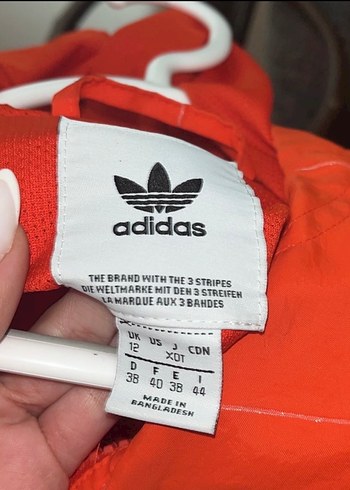 adidas
THE BRAND WITH THE 3 STRIPES
DIE WELTMARKE MIT DEN 3 STREIFEN
LA MARQUE AUX 3 BANDES
UK US J CDN
12 XOT
D F E I
38 40 38 44
MADE IN
BANGLADESH